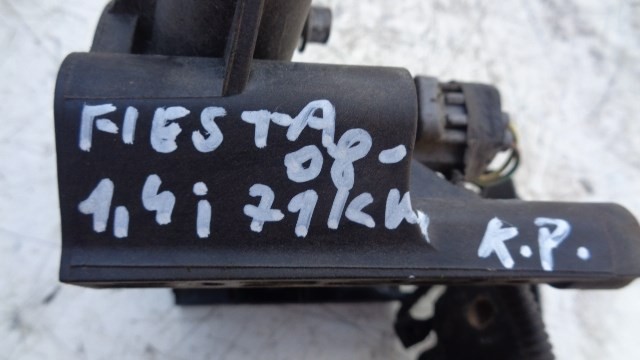 FIESTA
08-
1,4i 71kW
K.P.